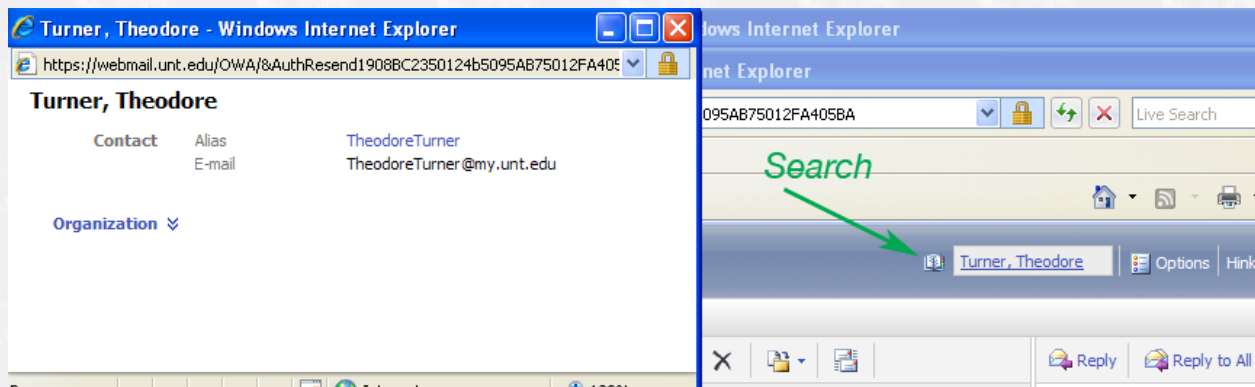 Turner, Theodore - Windows Internet Explorer
https://webmail.unt.edu/OWA/&AuthResend1908BC2350124b5095AB75012FA405
Turner, Theodore
Contact Alias TheodoreTurner
E-mail TheodoreTurner@my.unt.edu
Organization
dows Internet Explorer
net Explorer
095AB75012FA405BA Live Search
Search
Turner, Theodore Options Hink
Reply Reply to All